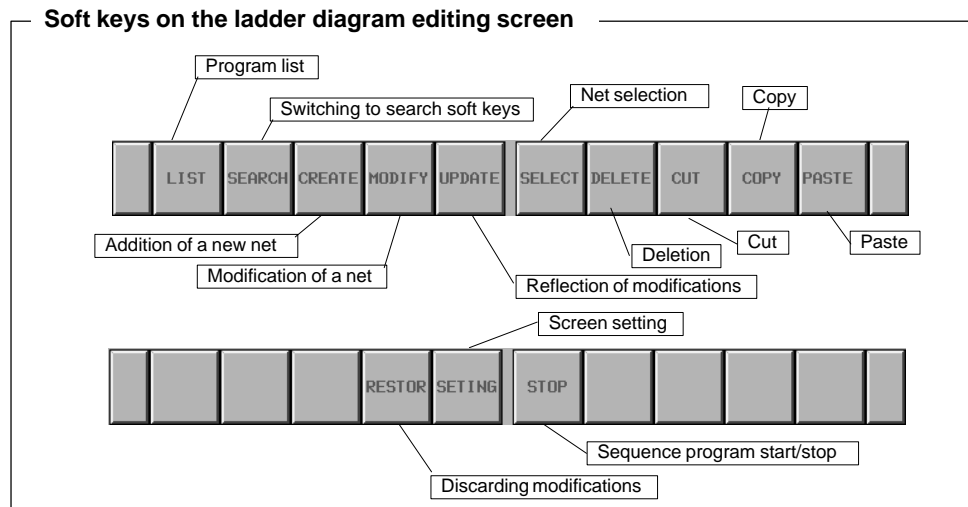 Soft keys on the ladder diagram editing screen
Program list
Switching to search soft keys
Net selection
Copy
LIST SEARCH CREATE MODIFY UPDATE SELECT DELETE CUT COPY PASTE
Addition of a new net
Modification of a net
Deletion
Cut
Paste
Reflection of modifications
Screen setting
RESTOR SETING STOP
Sequence program start/stop
Discarding modifications